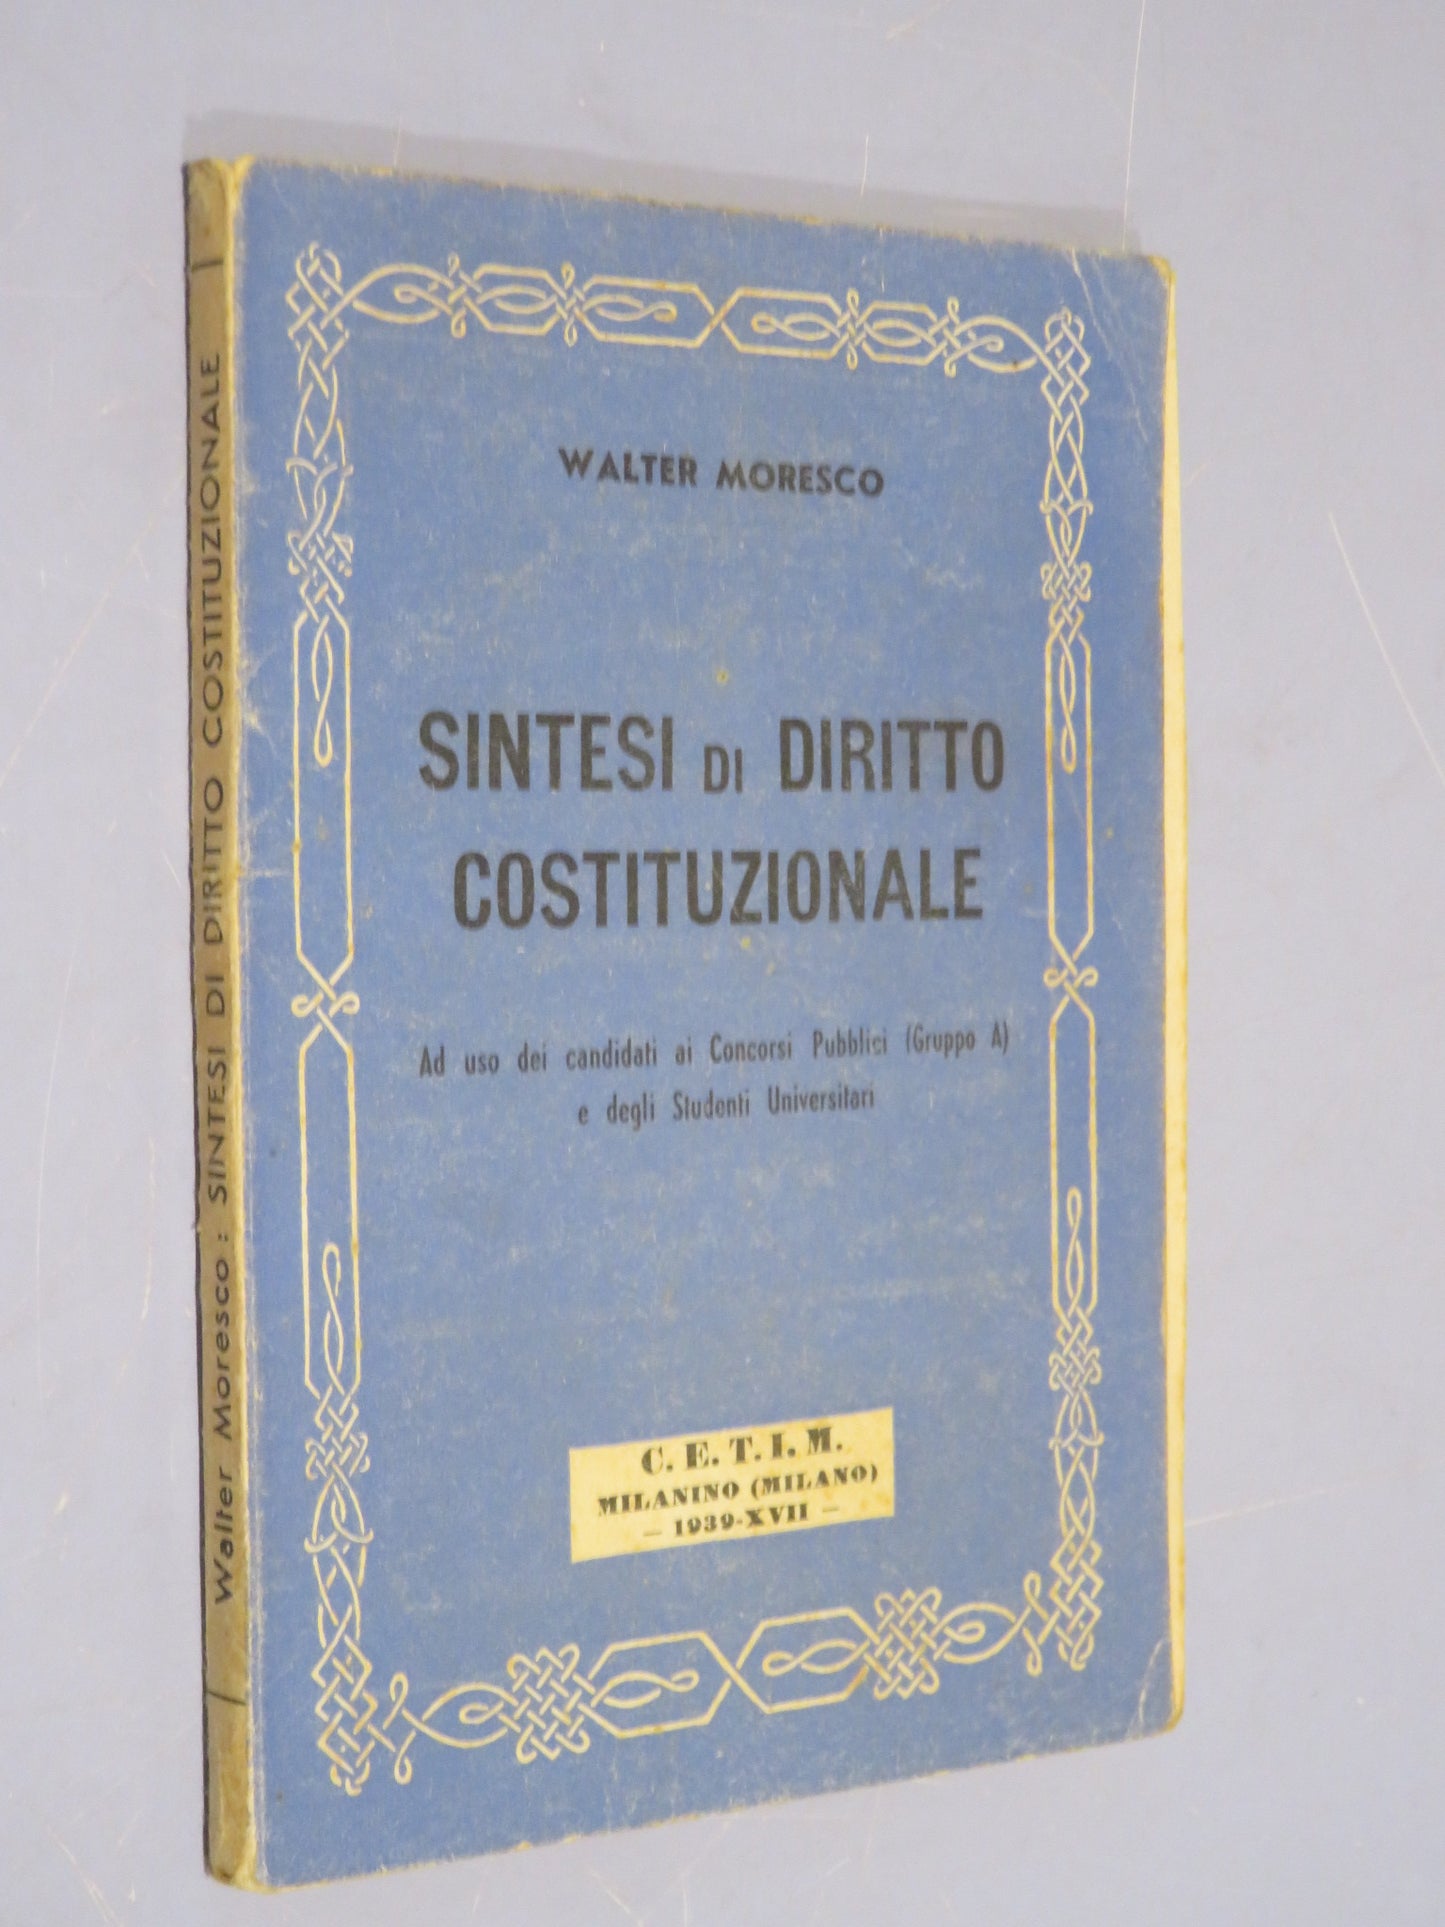 Walter Moresco : SINTESI DI DIRITTO COSTITUZIONALE
WALTER MORESCO
SINTESI DI DIRITTO
COSTITUZIONALE
Ad uso dei candidati ai Concorsi Pubblici (Gruppo A)
e degli Studenti Universitari
C. E. T. I. M.
MILANINO (MILANO)
– 1939-XVII –